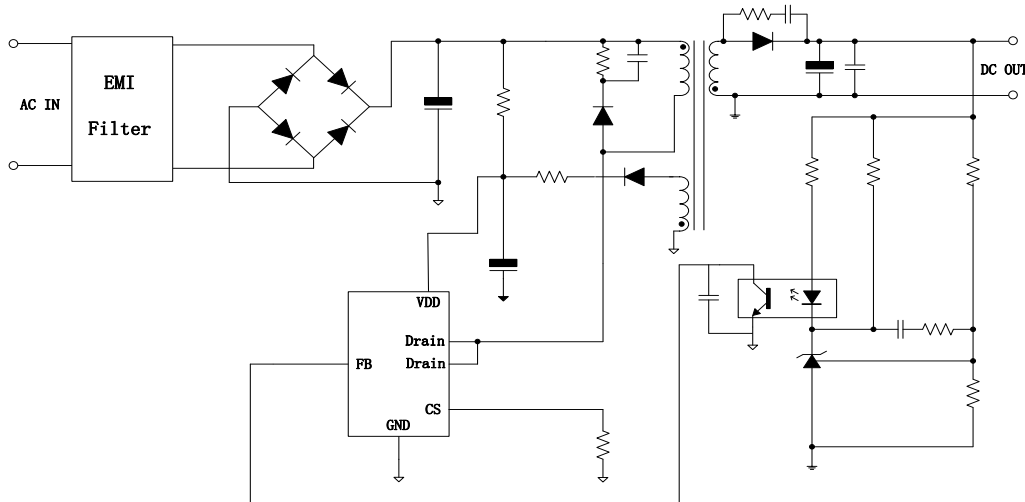 EMI
DC OUT
AC IN
Filter
VDD
Drain
FB
Drain
CS
GND